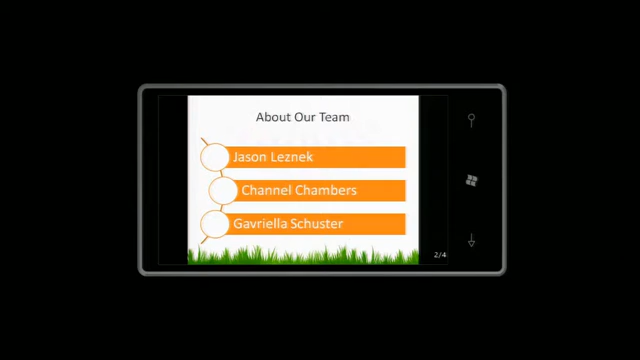 About Our Team
Jason Leznek
Channel Chambers
Gavriella Schuster
2/4